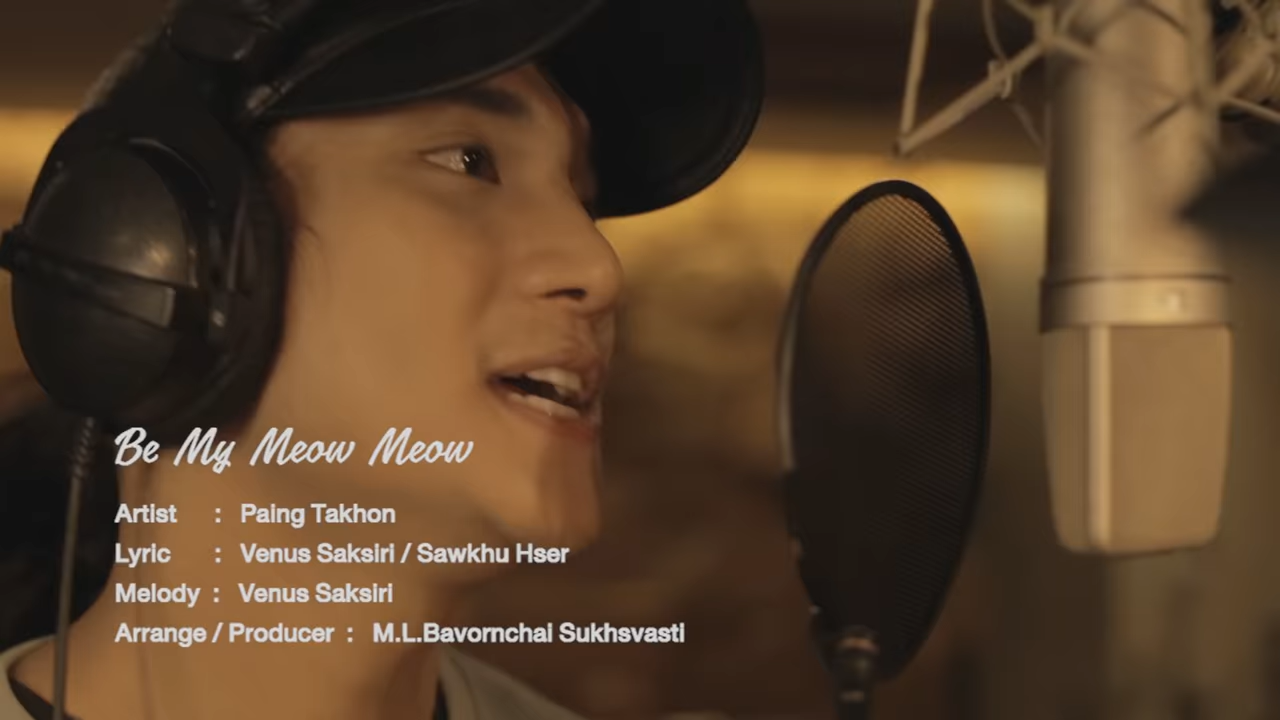 Be My Meow Meow
Artist : Paing Takhon
Lyric : Venus Saksiri / Sawkhu Hser
Melody : Venus Saksiri
Arrange / Producer : M.L.Bavornchai Sukhsvasti